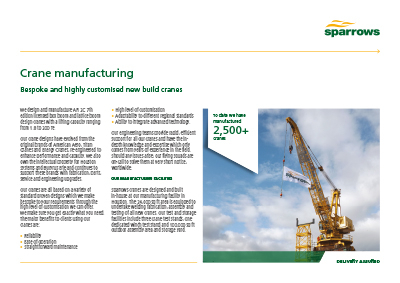 sparrows
Crane manufacturing
Bespoke and highly customised new build cranes
We design and manufacture API 2C 7th
edition licensed box boom and lattice boom
design cranes with a lifting capacity ranging
from
Our crane designs have evolved from the
original brands of American Aero, Titan
cranes and Energy Cranes, re-engineered to
enhance performance and capacity. We also
own the intellectual property for Houston
systems and and continue to
support these brands with fabrication, parts,
service and engineering upgrades.
Our cranes are all based on a variety of
standard proven designs which we make
bespoke to our requirements through the
high level of customisation we can offer.
We make sure you get exactly what you need.
The main benefits to clients using our
cranes are:
• Reliability
• Ease of operation
• Straightforward maintenance
• High level of customisation
• Adaptability to different regional standards
• Ability to integrate advanced technology.
Our engineering teams provide rapid, efficient
support for all our cranes and have the in-
depth knowledge and expertise which only
comes from years of experience in the field.
Should any issues arise, our flying squads are
on-call to solve them at very short notice,
worldwide.
OUR MANUFACTURING FACILITIES
Sparrows cranes are designed and built
in-house at our manufacturing facility in
Houston. The sq ft area is equipped to
undertake welding fabrication, assembly and
testing of all new cranes. Our test and storage
facilities include three crane test stands, one
dedicated winch test stand and 100,000 sq ft
outdoor assembly area and storage yard.
To date we have
manufactured
2,500+
cranes
DELIVERY ASSURED